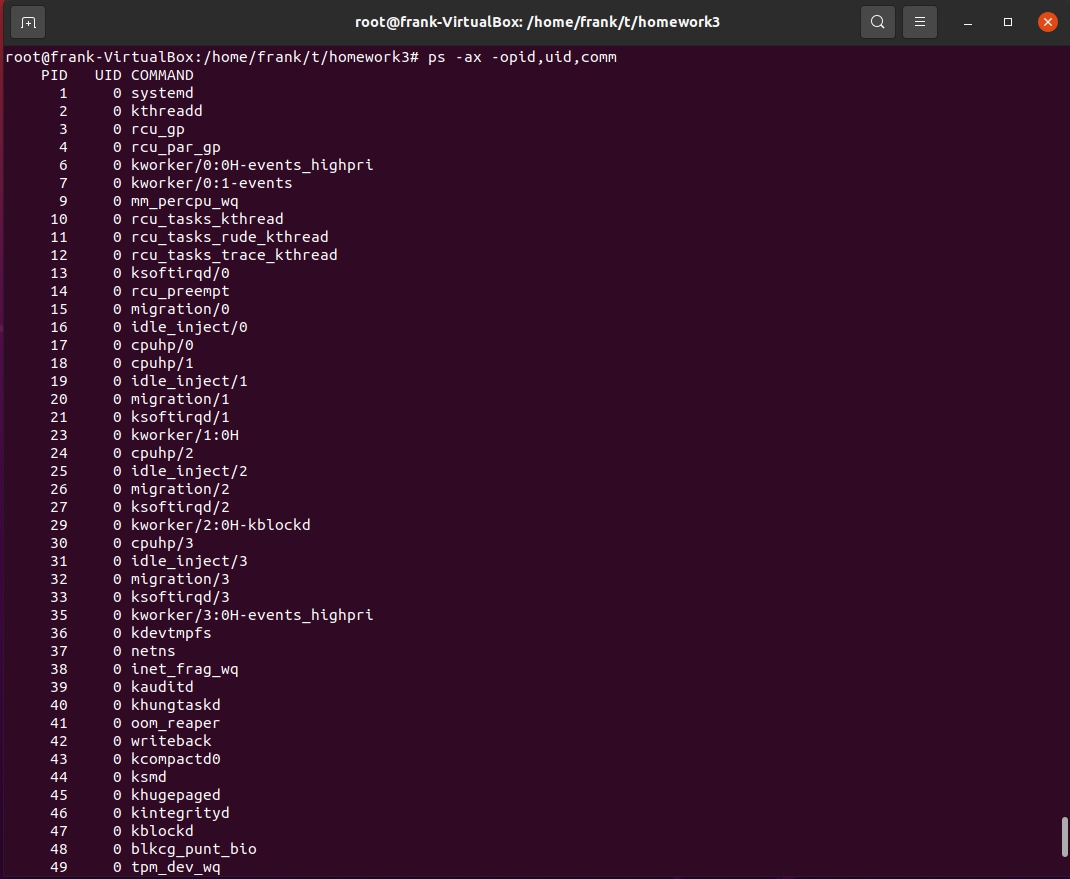 root@frank-VirtualBox: /home/frank/t/homework3
root@frank-VirtualBox:/home/frank/t/homework3# ps -ax -opid,uid,comm
PID UID COMMAND
1 0 systemd
2 0 kthreadd
3 0 rcu_gp
4 0 rcu_par_gp
6 0 kworker/0:0H-events_highpri
7 0 kworker/0:1-events
9 0 mm_percpu_wq
10 0 rcu_tasks_kthread
11 0 rcu_tasks_rude_kthread
12 0 rcu_tasks_trace_kthread
13 0 ksoftirqd/0
14 0 rcu_preempt
15 0 migration/0
16 0 idle_inject/0
17 0 cpuhp/0
18 0 cpuhp/1
19 0 idle_inject/1
20 0 migration/1
21 0 ksoftirqd/1
23 0 kworker/1:0H
24 0 cpuhp/2
25 0 idle_inject/2
26 0 migration/2
27 0 ksoftirqd/2
29 0 kworker/2:0H-kblockd
30 0 cpuhp/3
31 0 idle_inject/3
32 0 migration/3
33 0 ksoftirqd/3
35 0 kworker/3:0H-events_highpri
36 0 kdevtmpfs
37 0 netns
38 0 inet_frag_wq
39 0 kauditd
40 0 khungtaskd
41 0 oom_reaper
42 0 writeback
43 0 kcompactd0
44 0 ksmd
45 0 khugepaged
46 0 kintegrityd
47 0 kblockd
48 0 blkcg_punt_bio
49 0 tpm_dev_wq